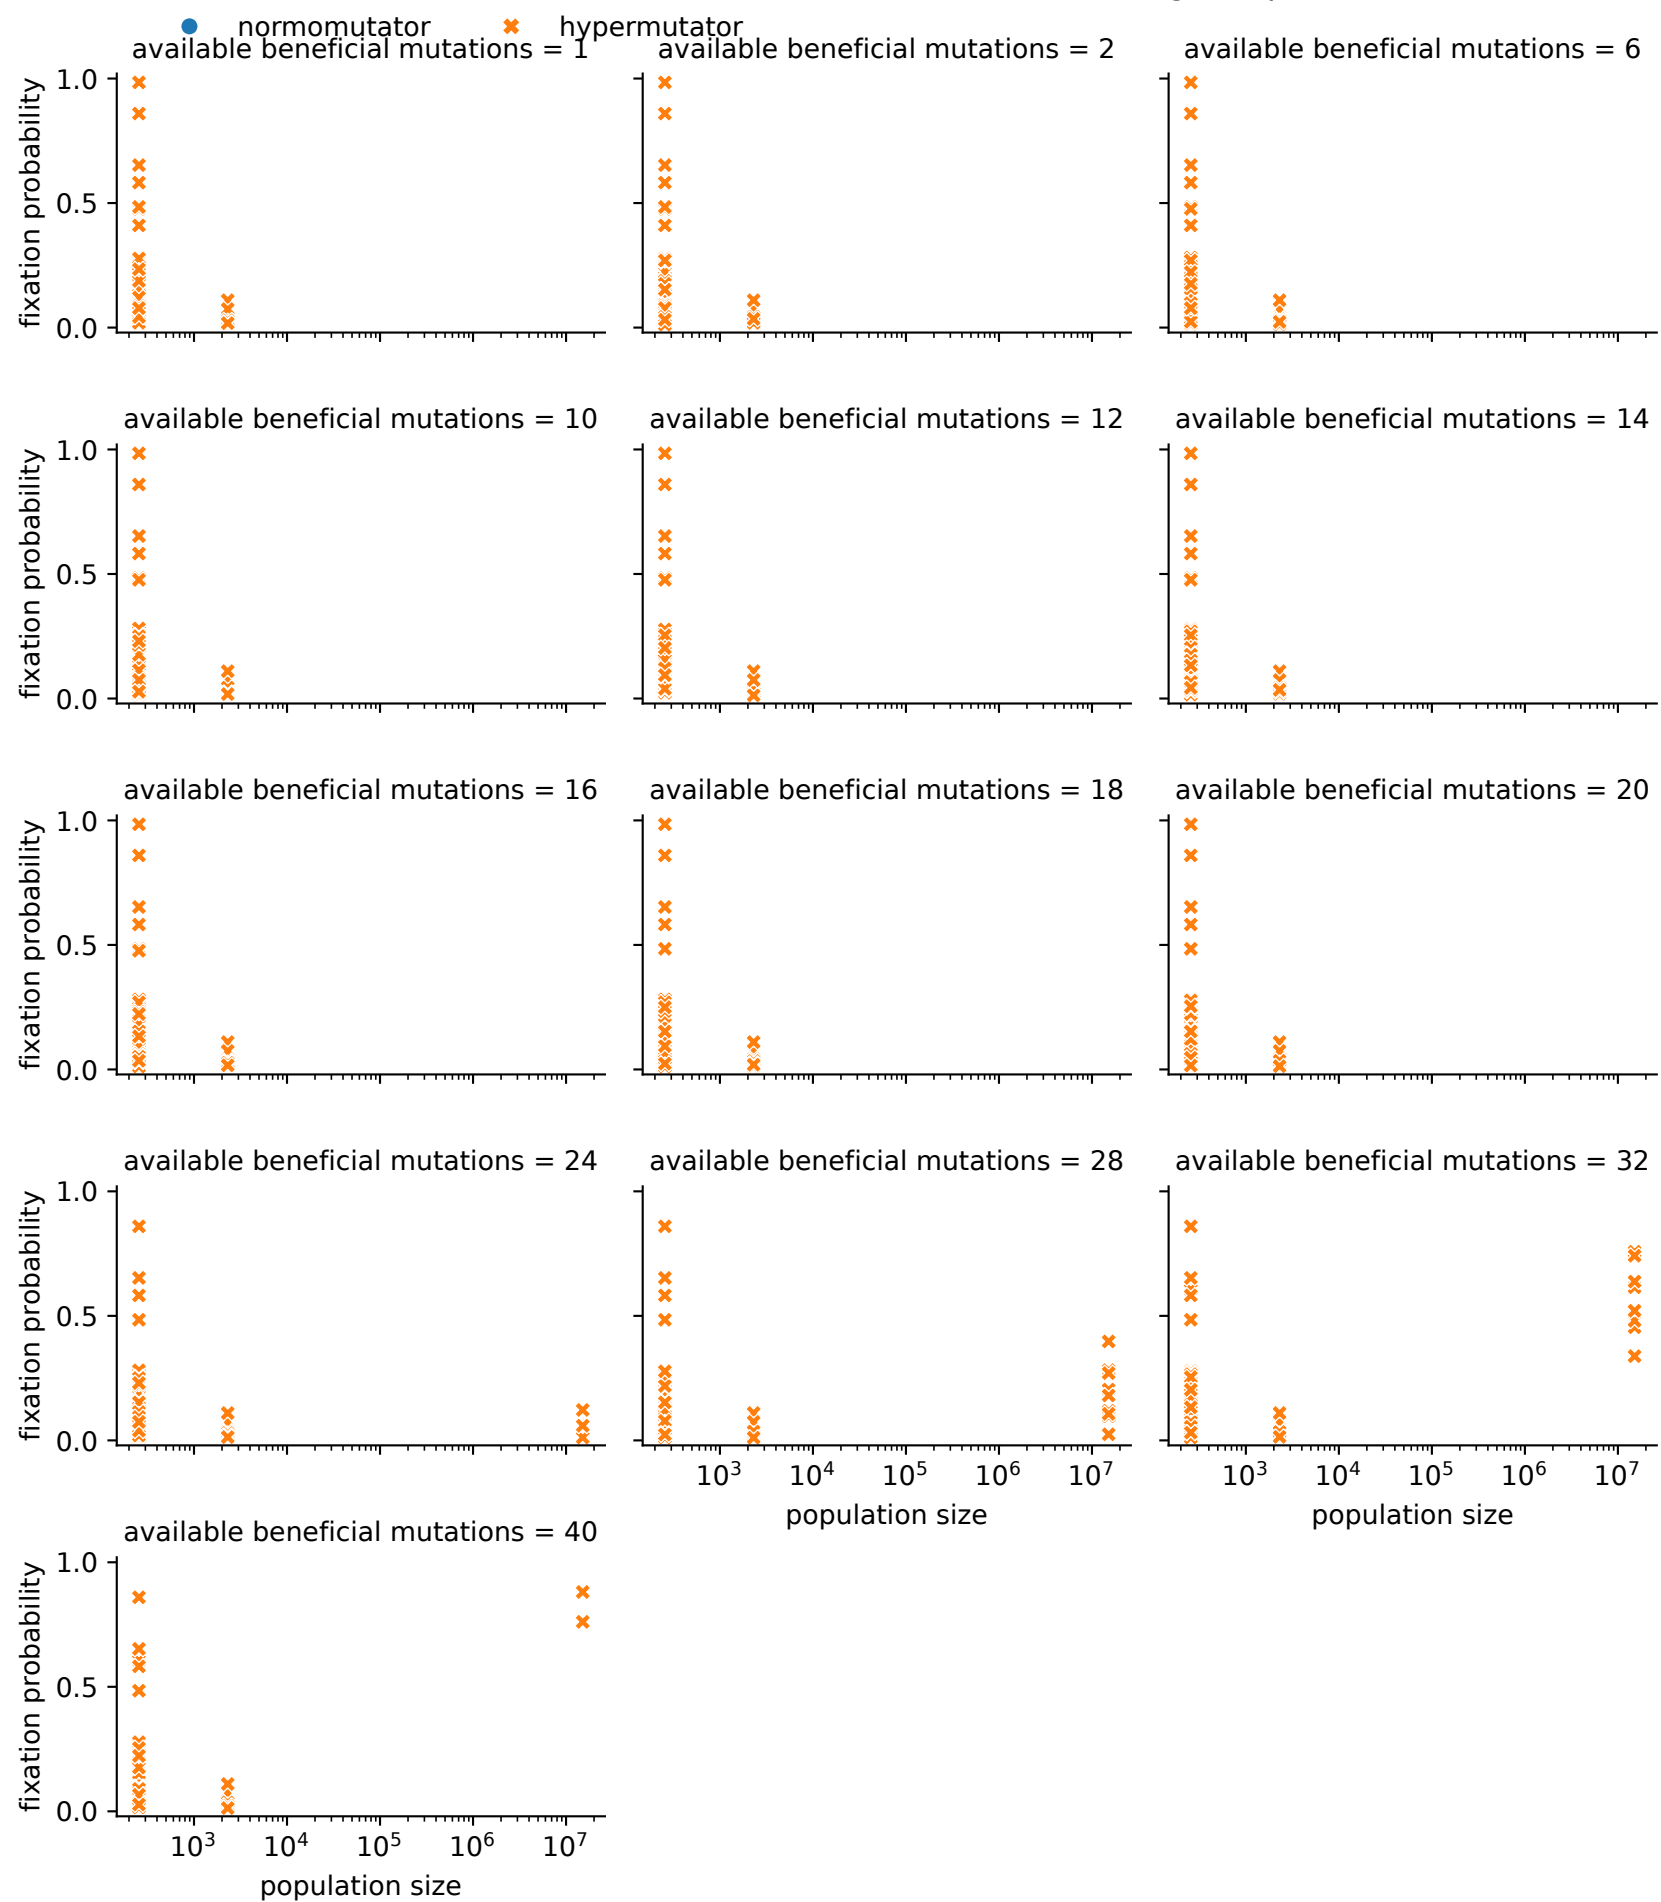 normomutator hypermutator
available beneficial mutations = 1 available beneficial mutations = 2 available beneficial mutations = 6
fixation probability
1.0
0.5
0.0
available beneficial mutations = 10 available beneficial mutations = 12 available beneficial mutations = 14
fixation probability
1.0
0.5
0.0
available beneficial mutations = 16 available beneficial mutations = 18 available beneficial mutations = 20
fixation probability
1.0
0.5
0.0
available beneficial mutations = 24 available beneficial mutations = 28 available beneficial mutations = 32
fixation probability
1.0
0.5
0.0
10³ 10⁴ 10⁵ 10⁶ 10⁷ 10³ 10⁴ 10⁵ 10⁶ 10⁷
population size population size
available beneficial mutations = 40
fixation probability
1.0
0.5
0.0
10³ 10⁴ 10⁵ 10⁶ 10⁷
population size